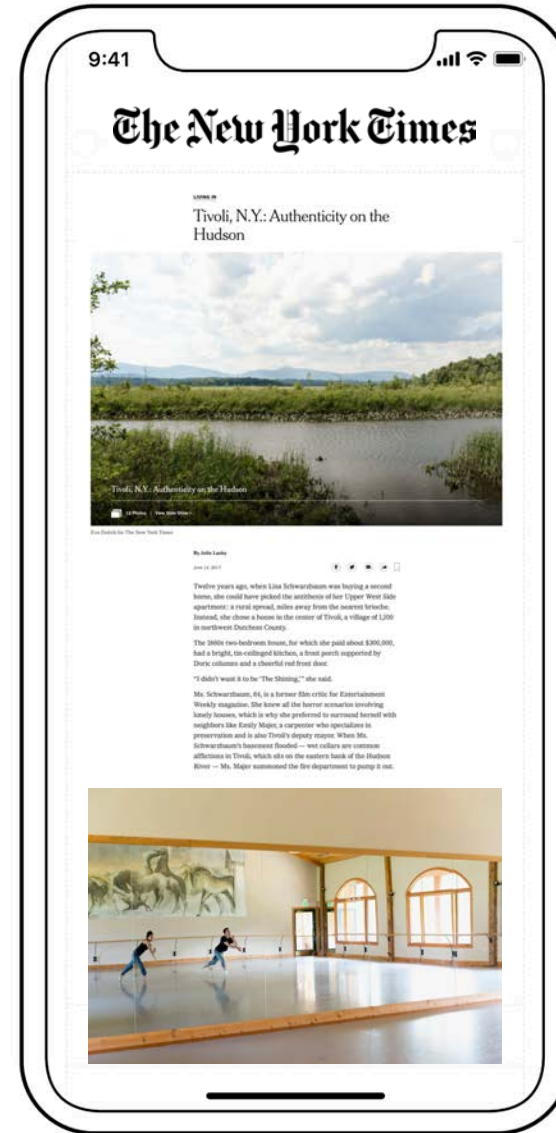 9:41
The New York Times
LIVING IN
Tivoli, N.Y.: Authenticity on the
Hudson
Tivoli, N.Y.: Authenticity on the Hudson
12 Photos | View Slide Show ›
Eva Deitch for The New York Times
By Julie Lasky
June 14, 2017
Twelve years ago, when Lisa Schwarzbaum was buying a second
home, she could have picked the antithesis of her Upper West Side
apartment: a rural spread, miles away from the nearest brioche.
Instead, she chose a house in the center of Tivoli, a village of 1,100
in northwest Dutchess County.
The 1860s two-bedroom house, for which she paid about $300,000,
had a bright, tin-ceilinged kitchen, a front porch supported by
Doric columns and a cheerful red front door.
“I didn’t want it to be ‘The Shining,’” she said.
Ms. Schwarzbaum, 64, is a former film critic for Entertainment
Weekly magazine. She knew all the horror scenarios involving
lonely houses, which is why she preferred to surround herself with
neighbors like Emily Majer, a carpenter who specializes in
preservation and is also Tivoli’s deputy mayor. When Ms.
Schwarzbaum’s basement flooded — wet cellars are common
afflictions in Tivoli, which sits on the eastern bank of the Hudson
River — Ms. Majer summoned the fire department to pump it out.